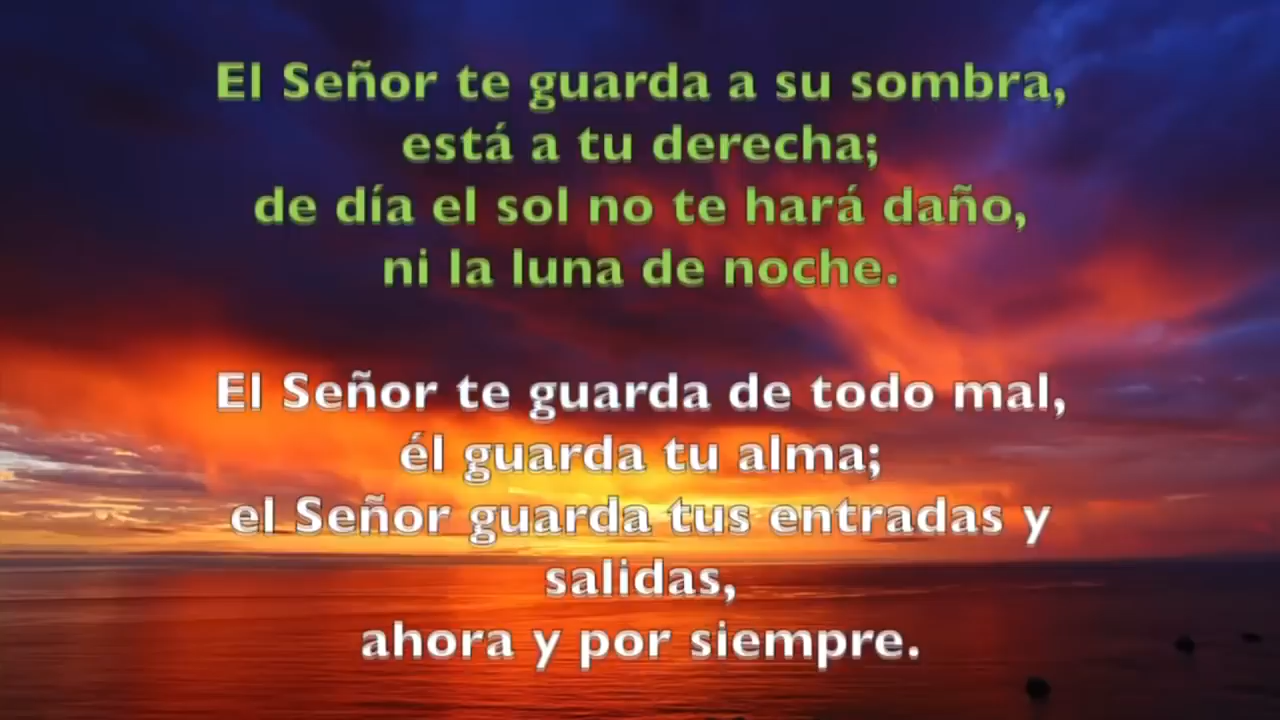 El Señor te guarda a su sombra,
está a tu derecha;
de día el sol no te hará daño,
ni la luna de noche.
El Señor te guarda de todo mal,
él guarda tu alma;
el Señor guarda tus entradas y
salidas,
ahora y por siempre.